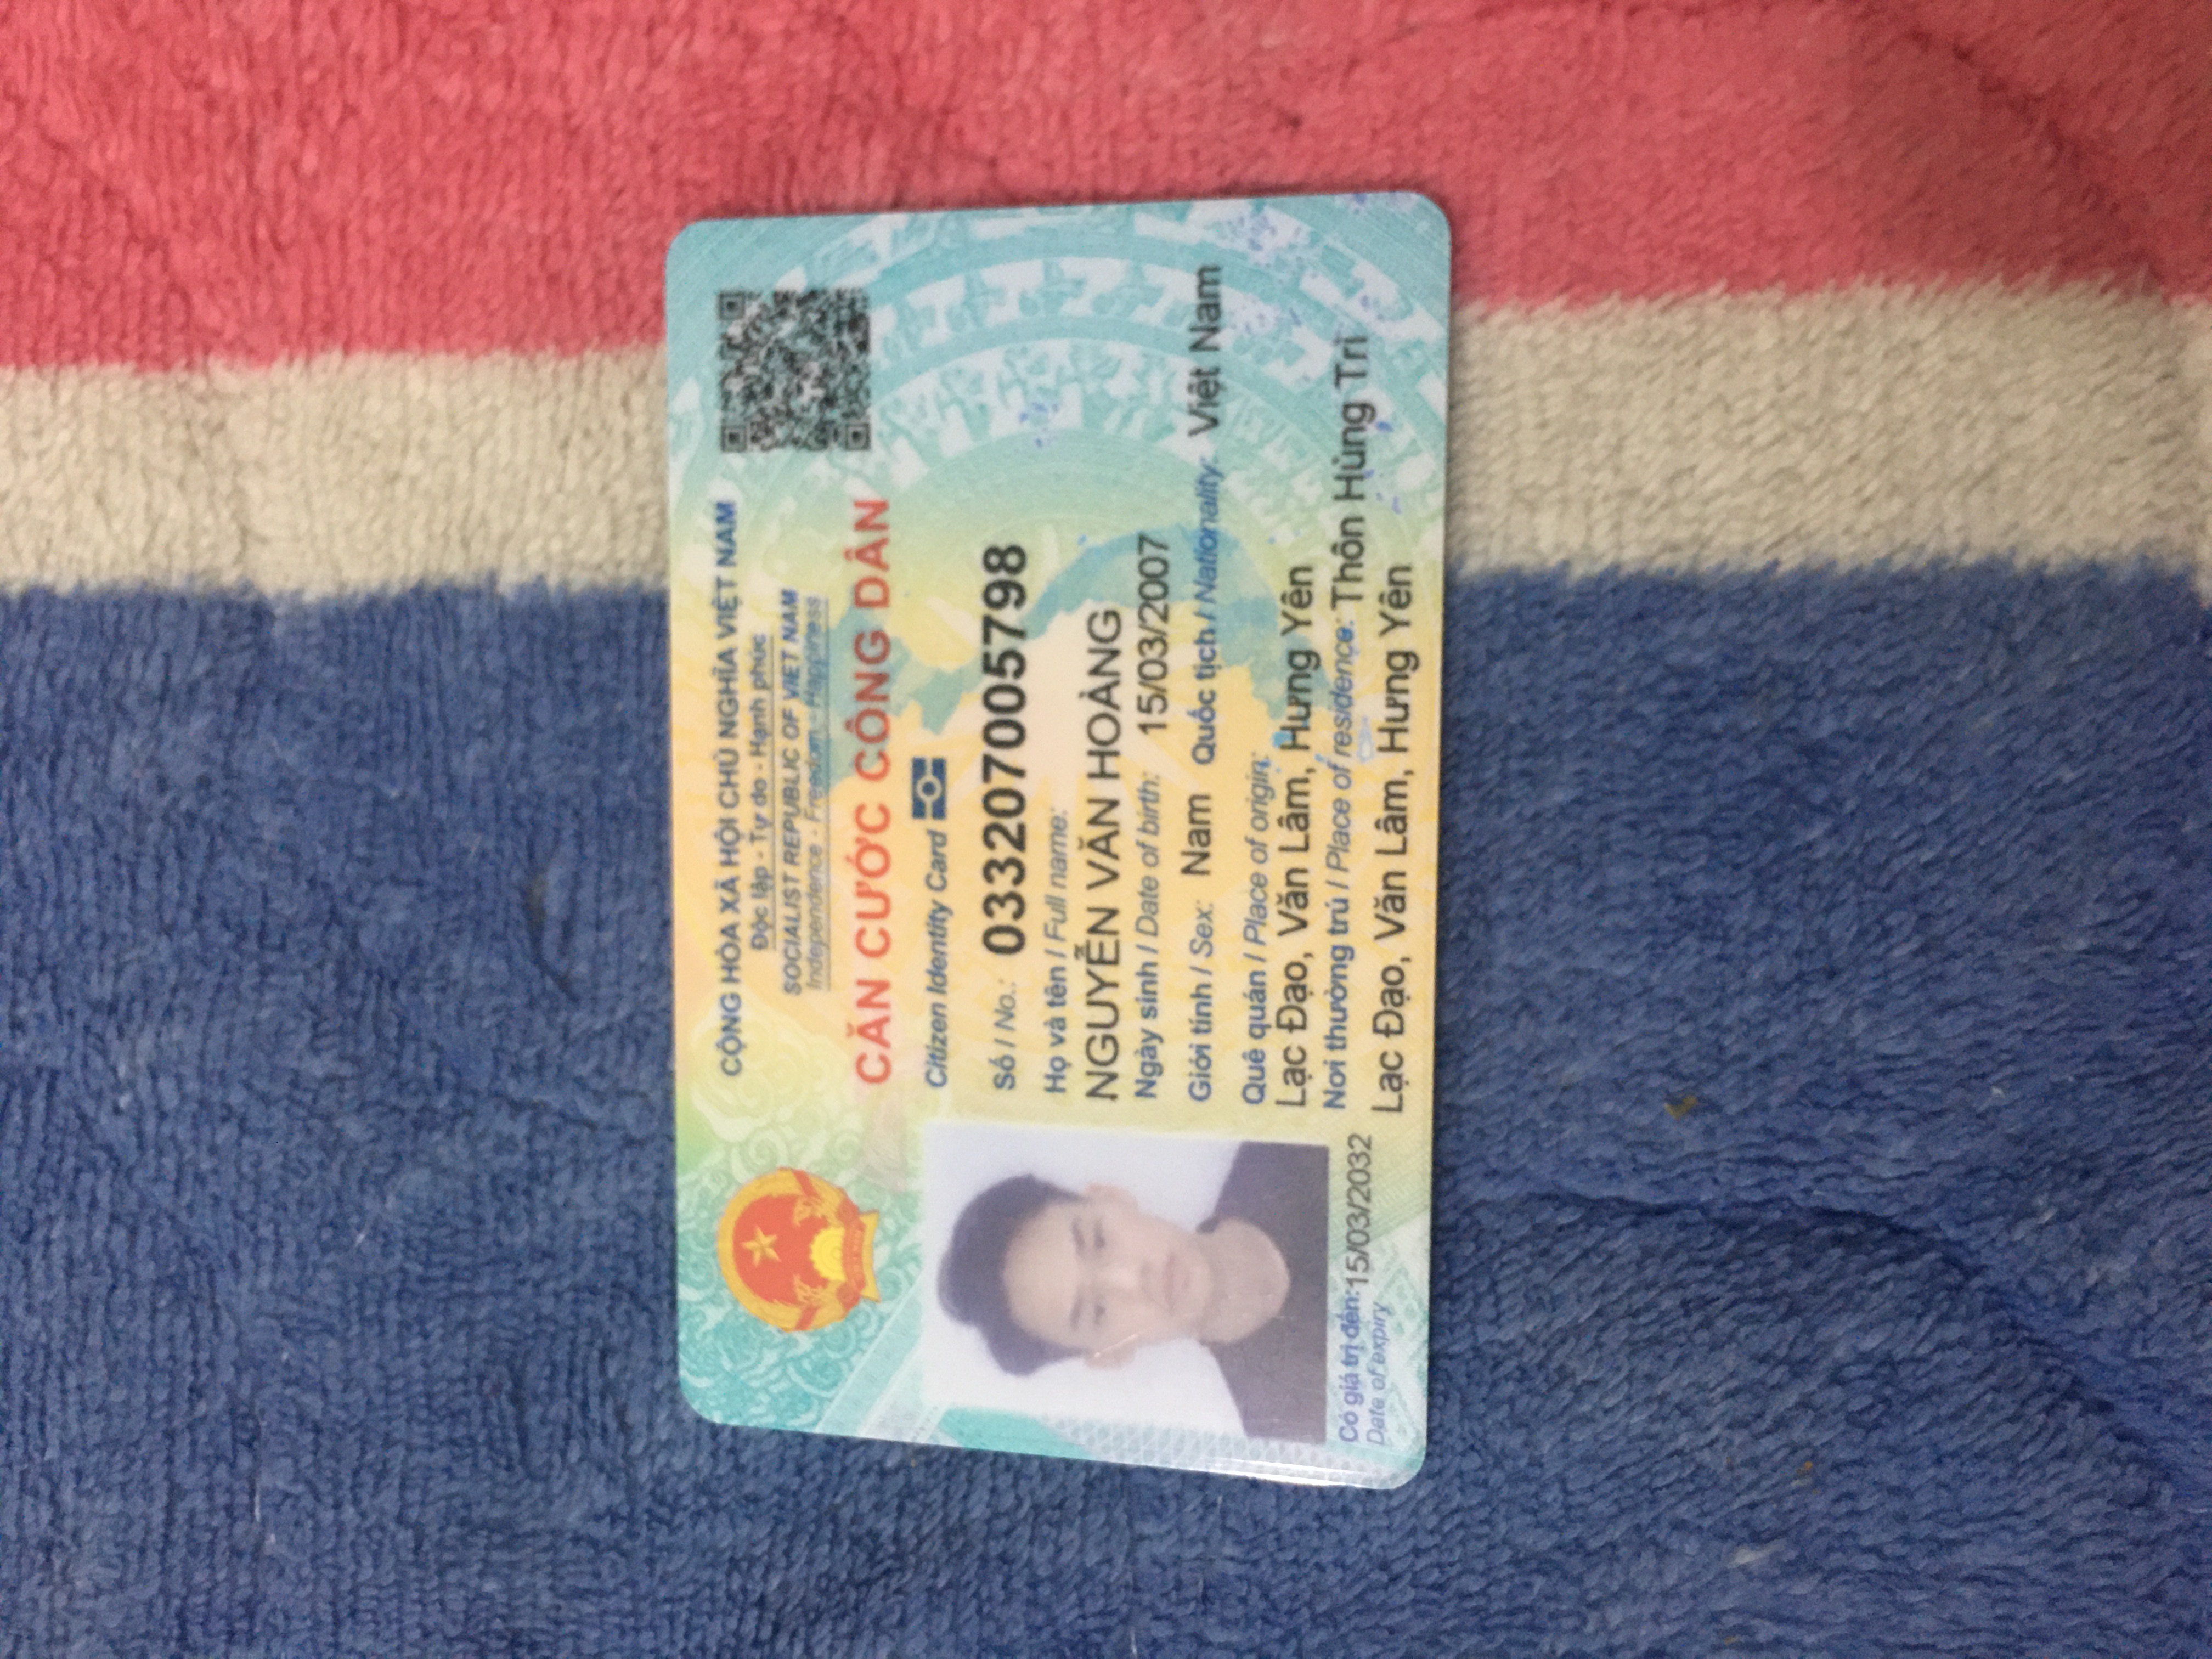 CỘNG HÒA XÃ HỘI CHỦ NGHĨA VIỆT NAM
Độc lập - Tự do - Hạnh phúc
SOCIALIST REPUBLIC OF VIET NAM
Independence - Freedom - Happiness
CĂN CƯỚC CÔNG DÂN
Citizen Identity Card
Số / No.: 033207005798
Họ và tên / Full name:
NGUYỄN VĂN HOÀNG
Ngày sinh / Date of birth: 15/03/2007
Giới tính / Sex: Nam Quốc tịch / Nationality: Việt Nam
Quê quán / Place of origin:
Lạc Đạo, Văn Lâm, Hưng Yên
Nơi thường trú / Place of residence: Thôn Hùng Trì
Lạc Đạo, Văn Lâm, Hưng Yên
Có giá trị đến: 15/03/2032
Date of expiry